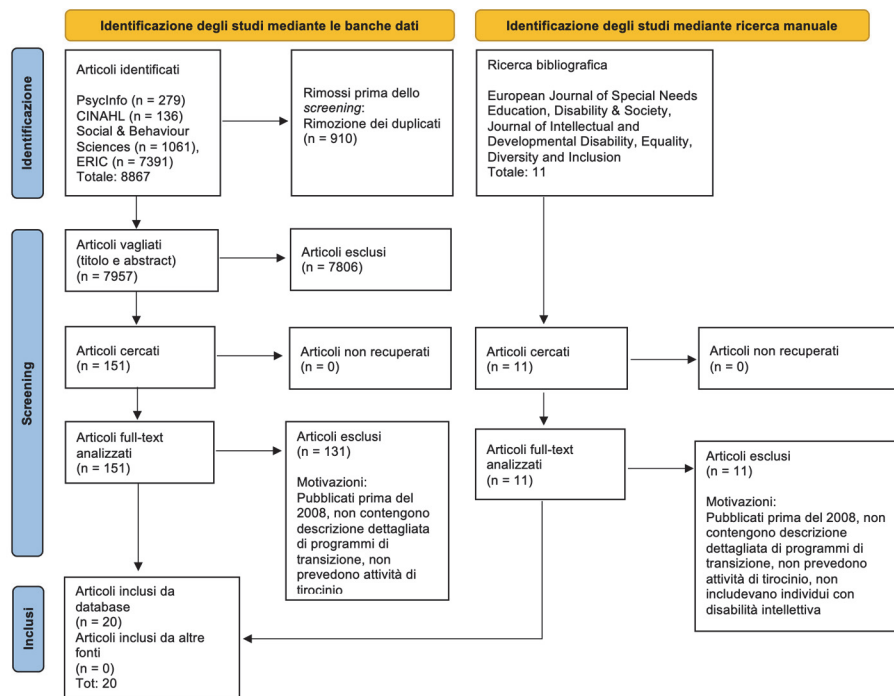 Identificazione degli studi mediante le banche dati
Identificazione degli studi mediante ricerca manuale
Identificazione
Articoli identificati
PsycInfo (n = 279)
CINAHL (n = 136)
Social & Behaviour
Sciences (n = 1061),
ERIC (n = 7391)
Totale: 8867
Rimossi prima dello
screening:
Rimozione dei duplicati
(n = 910)
Ricerca bibliografica
European Journal of Special Needs
Education, Disability & Society,
Journal of Intellectual and
Developmental Disability, Equality,
Diversity and Inclusion
Totale: 11
Screening
Articoli vagliati
(titolo e abstract)
(n = 7957)
Articoli esclusi
(n = 7806)
Articoli cercati
(n = 151)
Articoli non recuperati
(n = 0)
Articoli cercati
(n = 11)
Articoli non recuperati
(n = 0)
Articoli full-text
analizzati
(n = 151)
Articoli esclusi
(n = 131)
Motivazioni:
Pubblicati prima del
2008, non contengono
descrizione dettagliata
di programmi di
transizione, non
prevedono attività di
tirocinio
Articoli full-text
analizzati
(n = 11)
Articoli esclusi
(n = 11)
Motivazioni:
Pubblicati prima del 2008, non
contengono descrizione
dettagliata di programmi di
transizione, non prevedono
attività di tirocinio, non
includevano individui con
disabilità intellettiva
Inclusi
Articoli inclusi da
database
(n = 20)
Articoli inclusi da altre
fonti
(n = 0)
Tot: 20